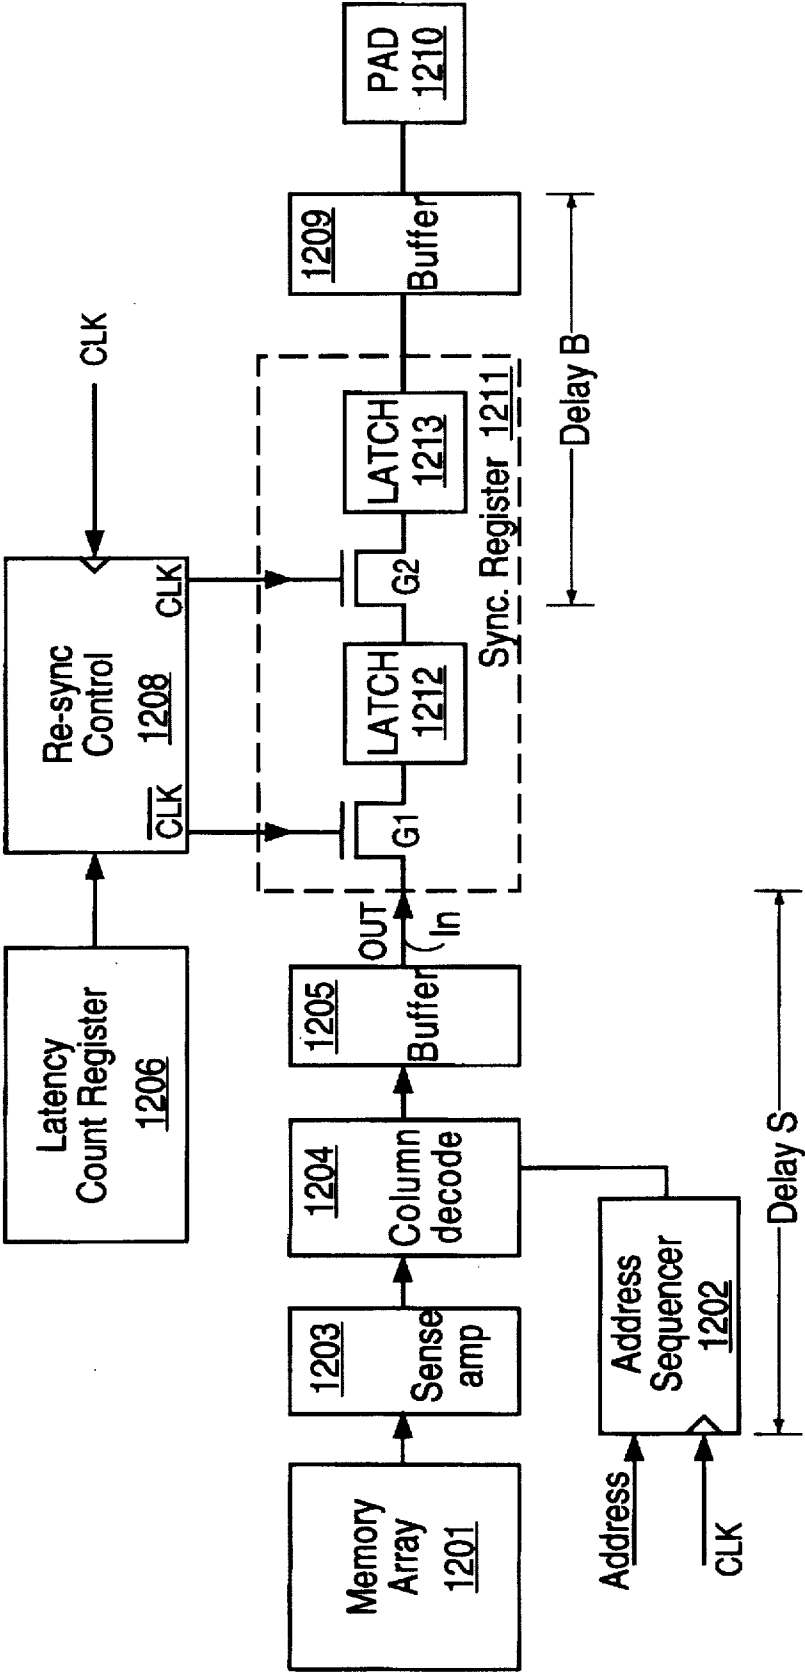 Latency
Count Register
1206
Re-sync
Control
1208
CLK
CLK
CLK
Memory
Array
1201
1203
Sense
amp
1204
Column
decode
1205
Buffer
OUT
In
G1
LATCH
1212
G2
LATCH
1213
Sync. Register 1211
1209
Buffer
PAD
1210
Address
CLK
Address
Sequencer
1202
Delay S
Delay B